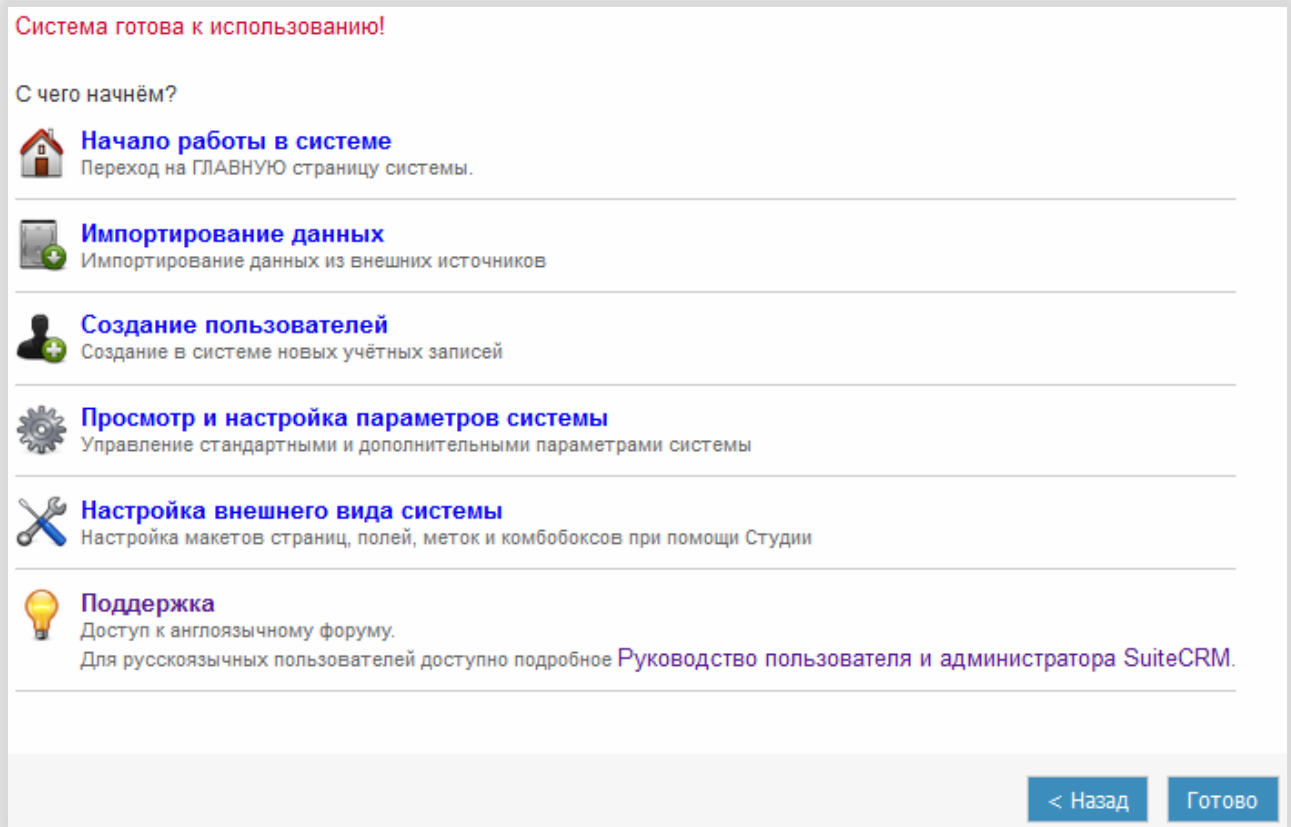 Система готова к использованию!
С чего начнём?
Начало работы в системе
Переход на ГЛАВНУЮ страницу системы.
Импортирование данных
Импортирование данных из внешних источников
Создание пользователей
Создание в системе новых учётных записей
Просмотр и настройка параметров системы
Управление стандартными и дополнительными параметрами системы
Настройка внешнего вида системы
Настройка макетов страниц, полей, меток и комбобоксов при помощи Студии
Поддержка
Доступ к англоязычному форуму.
Для русскоязычных пользователей доступно подробное Руководство пользователя и администратора SuiteCRM.
< Назад Готово